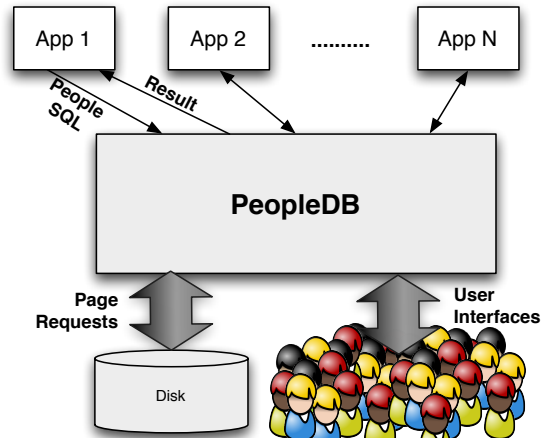 App 1
App 2
..........
App N
People
SQL
Result
PeopleDB
Page
Requests
User
Interfaces
Disk